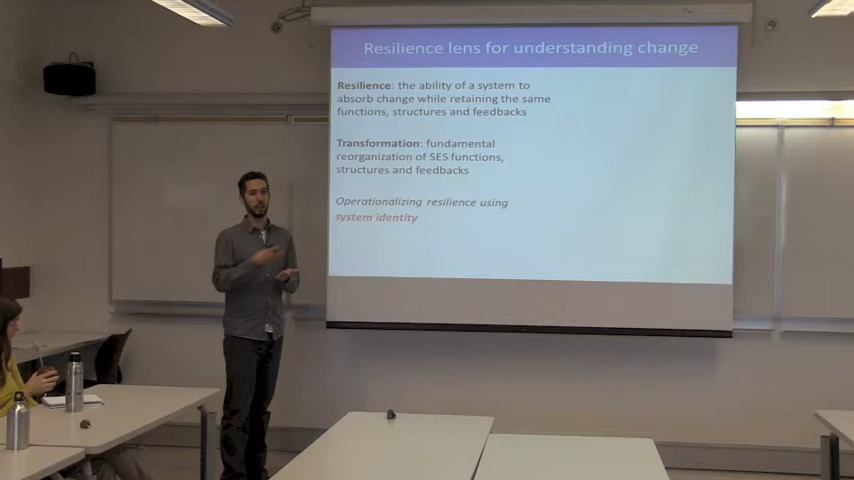 Resilience lens for understanding change
Resilience: the ability of a system to
absorb change while retaining the same
functions, structures and feedbacks
Transformation: fundamental
reorganization of SES functions,
structures and feedbacks
Operationalizing resilience using
system identity